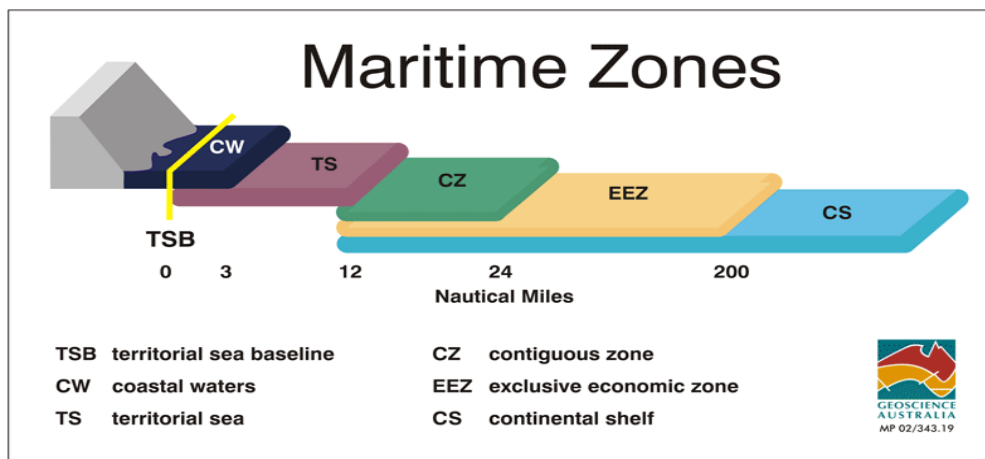 Maritime Zones
CW
TS
CZ
EEZ
CS
TSB
0 3 12 24 200
Nautical Miles
TSB territorial sea baseline
CW coastal waters
TS territorial sea
CZ contiguous zone
EEZ exclusive economic zone
CS continental shelf
GEOSCIENCE
AUSTRALIA
MP 02/343.19